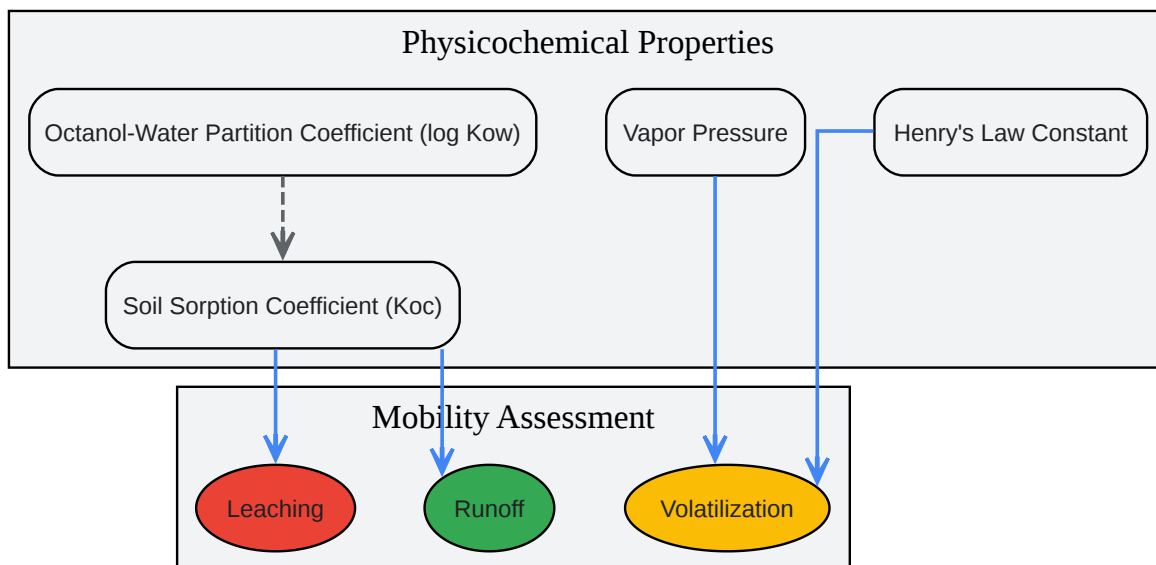 Physicochemical Properties
Octanol-Water Partition Coefficient (log Kow)
Vapor Pressure
Henry's Law Constant
Soil Sorption Coefficient (Koc)
Mobility Assessment
Leaching
Runoff
Volatilization